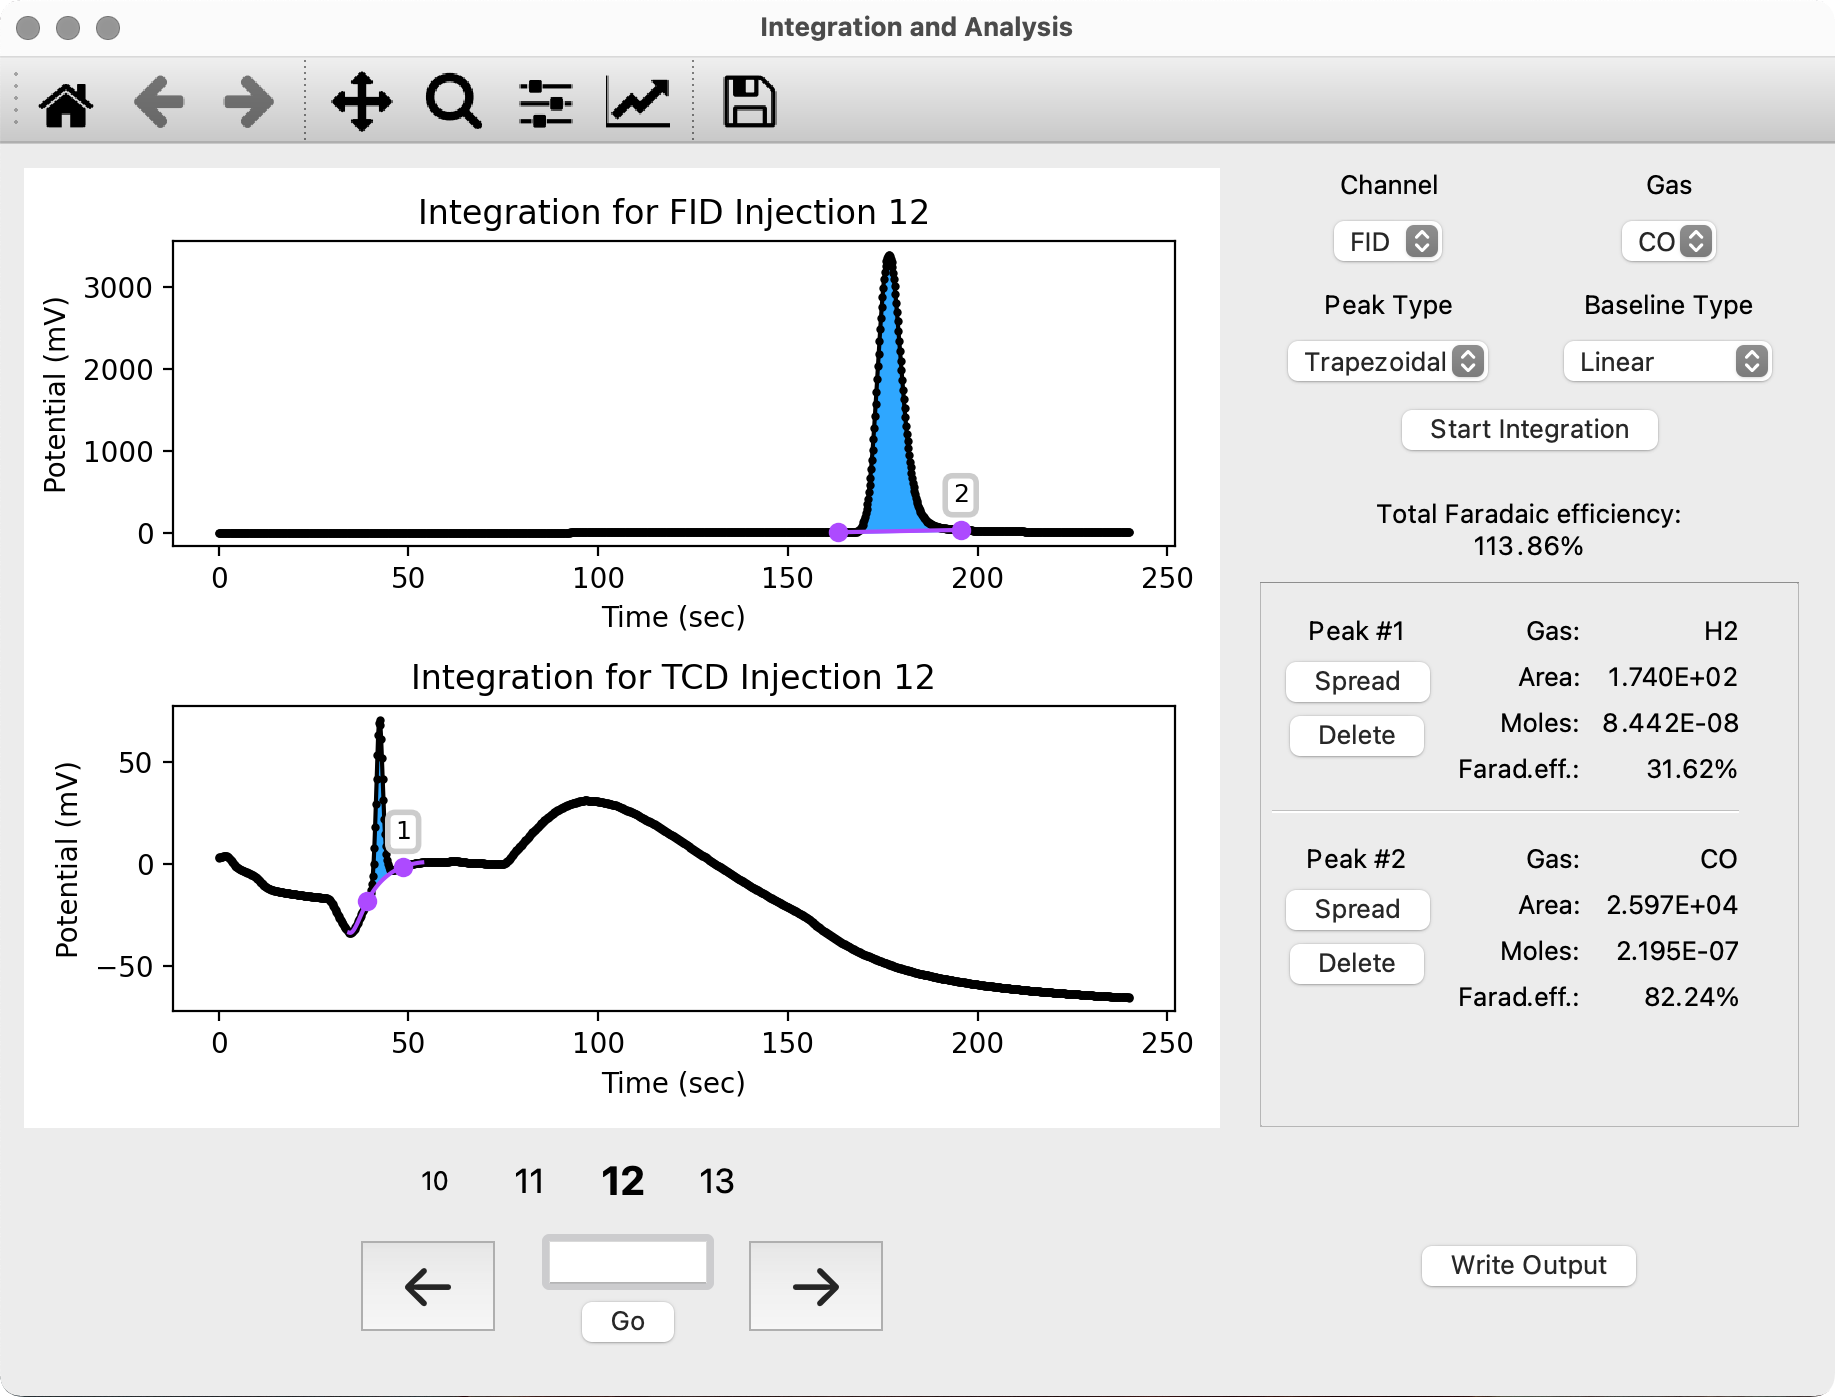 Integration and Analysis
Integration for FID Injection 12
Potential (mV)
3000
2000
1000
0
2
0 50 100 150 200 250
Time (sec)
Integration for TCD Injection 12
Potential (mV)
50
0
−50
1
0 50 100 150 200 250
Time (sec)
10 11 12 13
Go
Channel Gas
FID CO
Peak Type Baseline Type
Trapezoidal Linear
Start Integration
Total Faradaic efficiency:
113.86%
Peak #1 Gas: H2
Spread Area: 1.740E+02
Moles: 8.442E-08
Delete
Farad.eff.: 31.62%
Peak #2 Gas: CO
Spread Area: 2.597E+04
Moles: 2.195E-07
Delete
Farad.eff.: 82.24%
Write Output